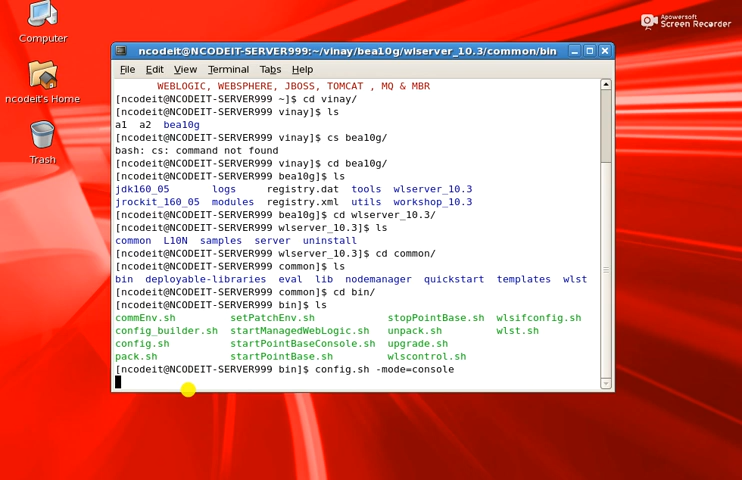 Computer
ncodeit's Home
Trash
Apowersoft
Screen Recorder
ncodeit@NCODEIT-SERVER999:~/vinay/bea10g/wlserver_10.3/common/bin
File Edit View Terminal Tabs Help
WEBLOGIC, WEBSPHERE, JBOSS, TOMCAT , MQ & MBR
[ncodeit@NCODEIT-SERVER999 ~]$ cd vinay/
[ncodeit@NCODEIT-SERVER999 vinay]$ ls
a1 a2 bea10g
[ncodeit@NCODEIT-SERVER999 vinay]$ cs bea10g/
bash: cs: command not found
[ncodeit@NCODEIT-SERVER999 vinay]$ cd bea10g/
[ncodeit@NCODEIT-SERVER999 bea10g]$ ls
jdk160_05 logs registry.dat tools wlserver_10.3
jrockit_160_05 modules registry.xml utils workshop_10.3
[ncodeit@NCODEIT-SERVER999 bea10g]$ cd wlserver_10.3/
[ncodeit@NCODEIT-SERVER999 wlserver_10.3]$ ls
common L10N samples server uninstall
[ncodeit@NCODEIT-SERVER999 wlserver_10.3]$ cd common/
[ncodeit@NCODEIT-SERVER999 common]$ ls
bin deployable-libraries eval lib nodemanager quickstart templates wlst
[ncodeit@NCODEIT-SERVER999 common]$ cd bin/
[ncodeit@NCODEIT-SERVER999 bin]$ ls
commEnv.sh setPatchEnv.sh stopPointBase.sh wlsifconfig.sh
config_builder.sh startManagedWebLogic.sh unpack.sh wlst.sh
config.sh startPointBaseConsole.sh upgrade.sh
pack.sh startPointBase.sh wlscontrol.sh
[ncodeit@NCODEIT-SERVER999 bin]$ config.sh -mode=console